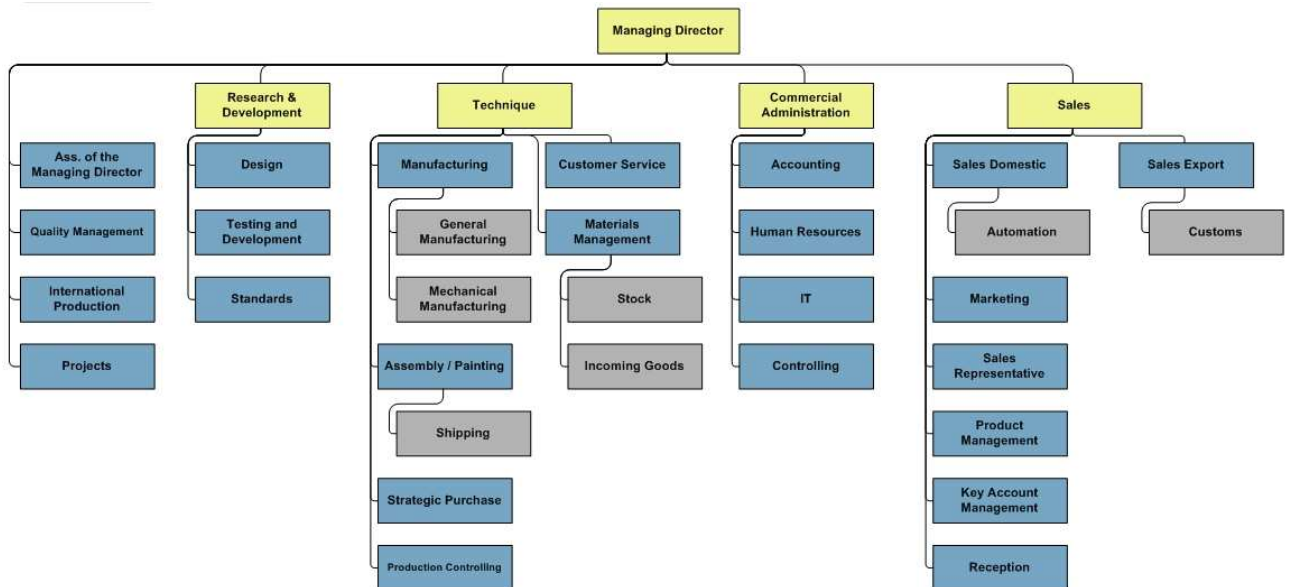 Managing Director
Research &
Development
Technique
Commercial
Administration
Sales
Ass. of the
Managing Director
Quality Management
International
Production
Projects
Design
Testing and
Development
Standards
Manufacturing
General
Manufacturing
Mechanical
Manufacturing
Assembly / Painting
Shipping
Strategic Purchase
Production Controlling
Customer Service
Materials
Management
Stock
Incoming Goods
Accounting
Human Resources
IT
Controlling
Sales Domestic
Automation
Marketing
Sales
Representative
Product
Management
Key Account
Management
Reception
Sales Export
Customs